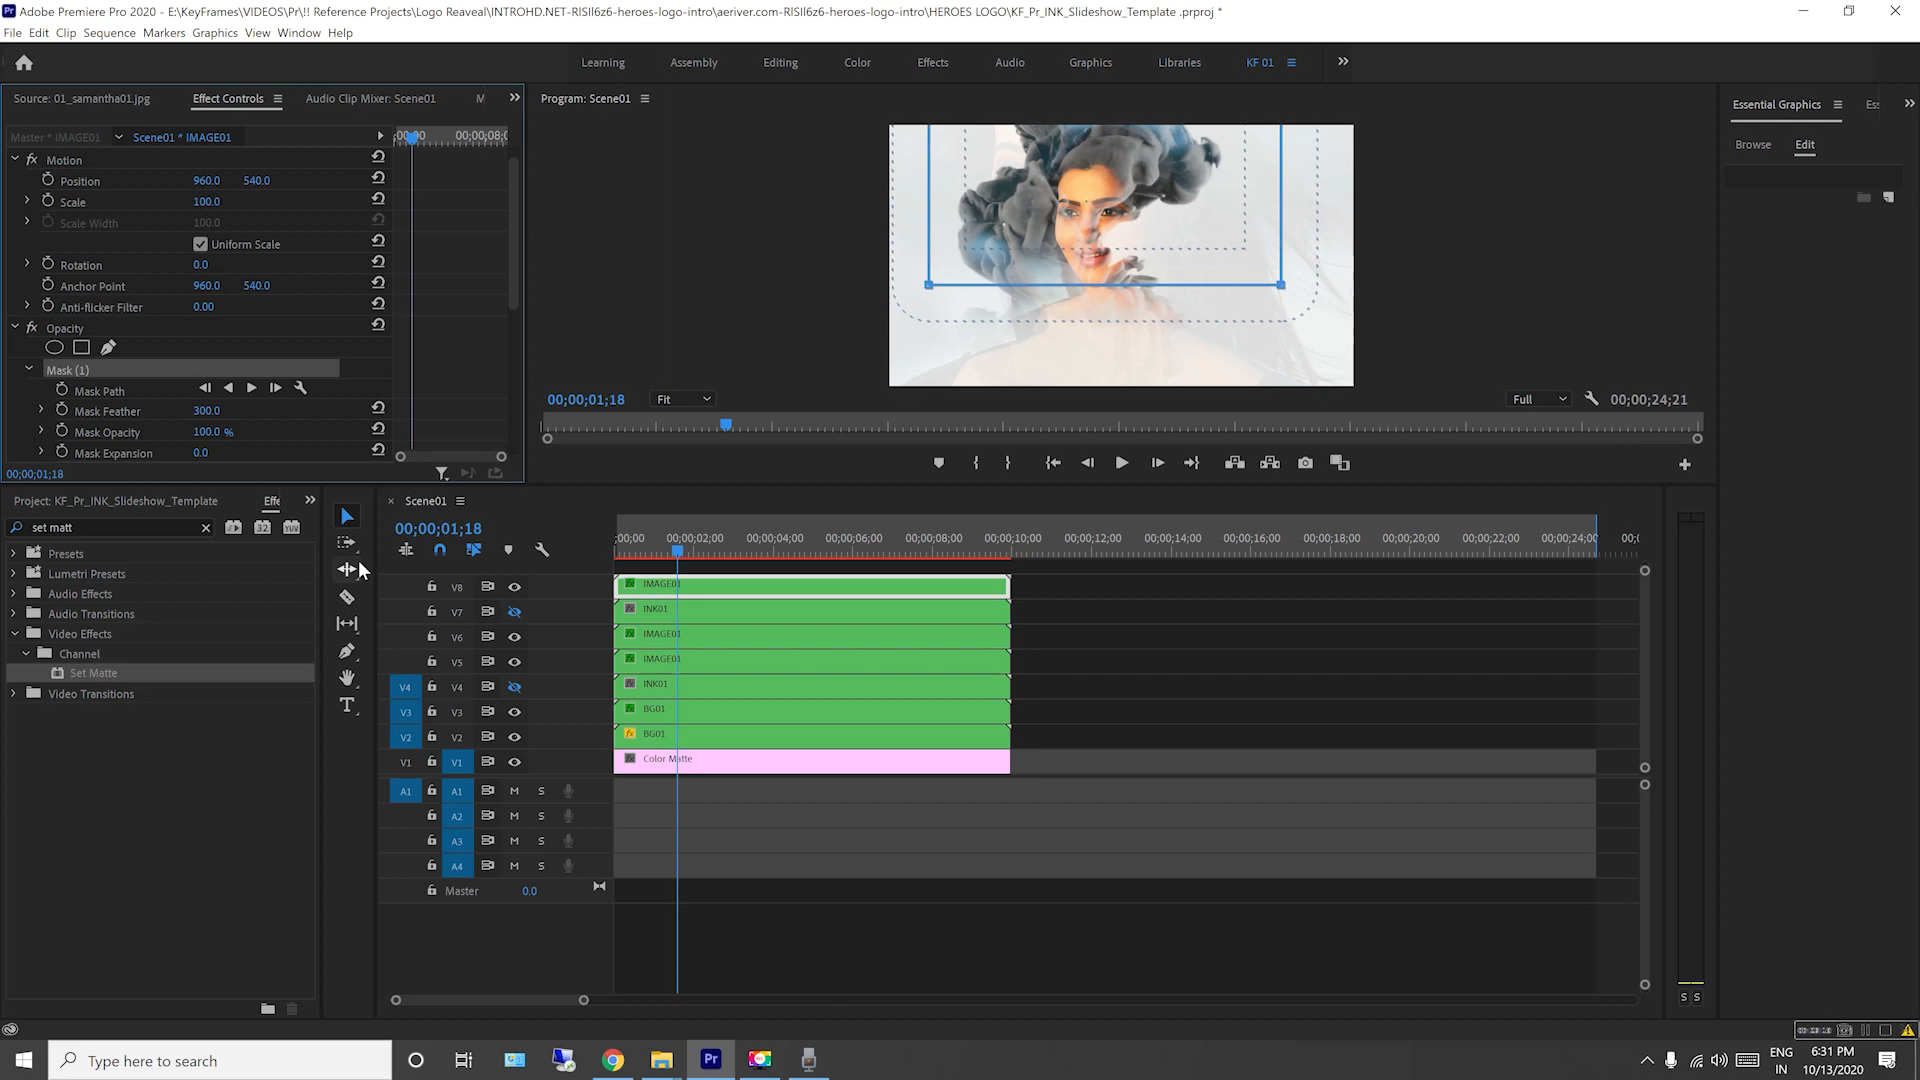 Adobe Premiere Pro 2020 - E:\KeyFrames\VIDEOS\Pr\!! Reference Projects\Logo Reaveal\INTROHD.NET-RlSIl6z6-heroes-logo-intro\aeriver.com-RlSIl6z6-heroes-logo-intro\HEROES LOGO\KF_Pr_INK_Slideshow_Template .prproj *
File Edit Clip Sequence Markers Graphics View Window Help
Learning Assembly Editing Color Effects Audio Graphics Libraries KF 01
Source: 01_samantha01.jpg Effect Controls Audio Clip Mixer: Scene01 M
Program: Scene01
Essential Graphics Es
Browse Edit
Master * IMAGE01 Scene01 * IMAGE01
;00;00 00;00;08;0
Motion
Position 960.0 540.0
Scale 100.0
Scale Width 100.0
Uniform Scale
Rotation 0.0
Anchor Point 960.0 540.0
Anti-flicker Filter 0.00
Opacity
Mask (1)
Mask Path
Mask Feather 300.0
Mask Opacity 100.0 %
Mask Expansion 0.0
00;00;01;18
00;00;01;18 Fit Full 00;00;24;21
Project: KF_Pr_INK_Slideshow_Template Effe
set matt
Presets
Lumetri Presets
Audio Effects
Audio Transitions
Video Effects
Channel
Set Matte
Video Transitions
Scene01
00;00;01;18
;00;00 00;00;02;00 00;00;04;00 00;00;06;00 00;00;08;00 00;00;10;00 00;00;12;00 00;00;14;00 00;00;16;00 00;00;18;00 00;00;20;00 00;00;22;00 00;00;24;00 00;0
V8 IMAGE01
V7 INK01
V6 IMAGE01
V5 IMAGE01
V4 V4 INK01
V3 V3 BG01
V2 V2 BG01
V1 V1 Color Matte
A1 A1 M S
A2 M S
A3 M S
A4 M S
Master 0.0
S S
Type here to search
ENG
IN
6:31 PM
10/13/2020